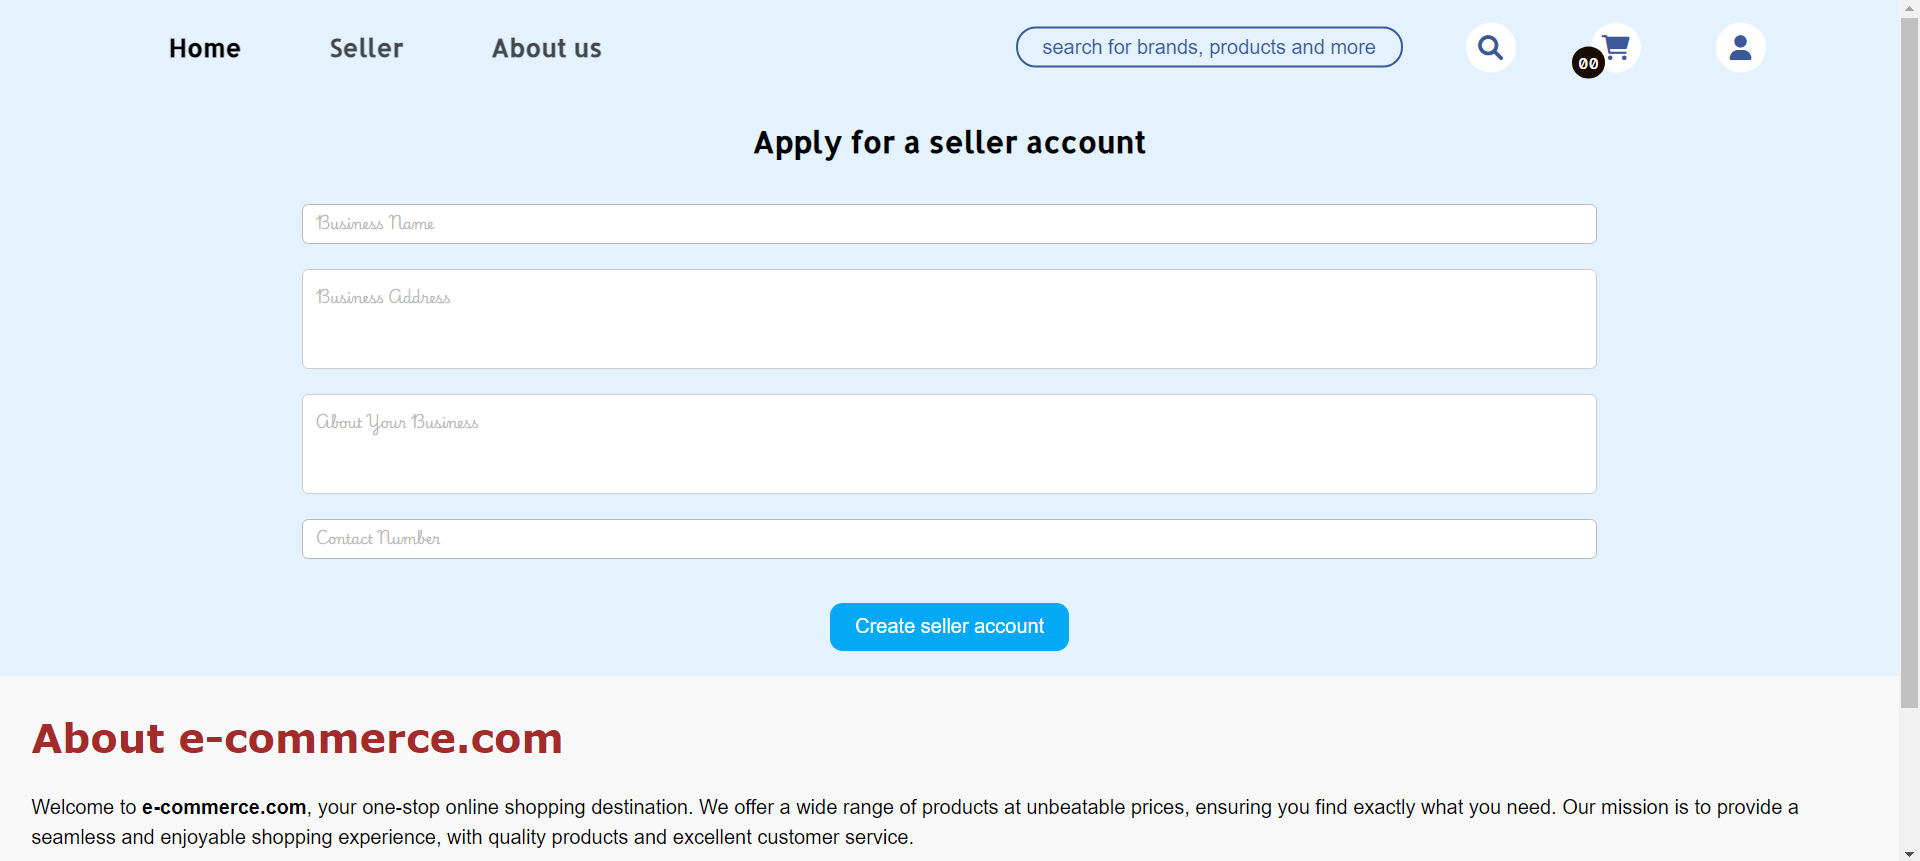 Home Seller About us search for brands, products and more 00
Apply for a seller account
Business Name
Business Address
About Your Business
Contact Number
Create seller account
About e-commerce.com
Welcome to e-commerce.com, your one-stop online shopping destination. We offer a wide range of products at unbeatable prices, ensuring you find exactly what you need. Our mission is to provide a
seamless and enjoyable shopping experience, with quality products and excellent customer service.